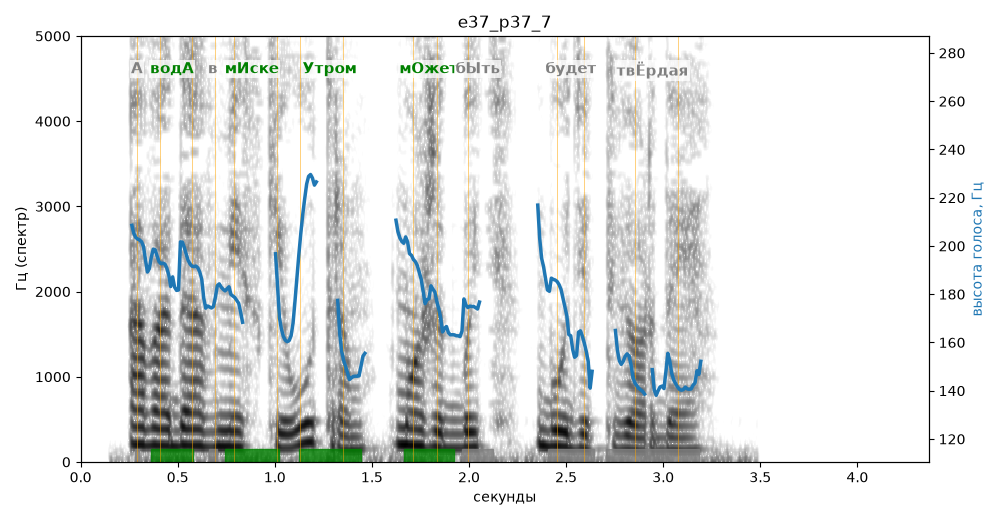 e37_p37_7
А водА в мИске Утром мОжет бЫть будет твЁрдая
5000
4000
3000
2000
1000
0
Гц (спектр)
280
260
240
220
200
180
160
140
120
высота голоса, Гц
0.0 0.5 1.0 1.5 2.0 2.5 3.0 3.5 4.0
секунды